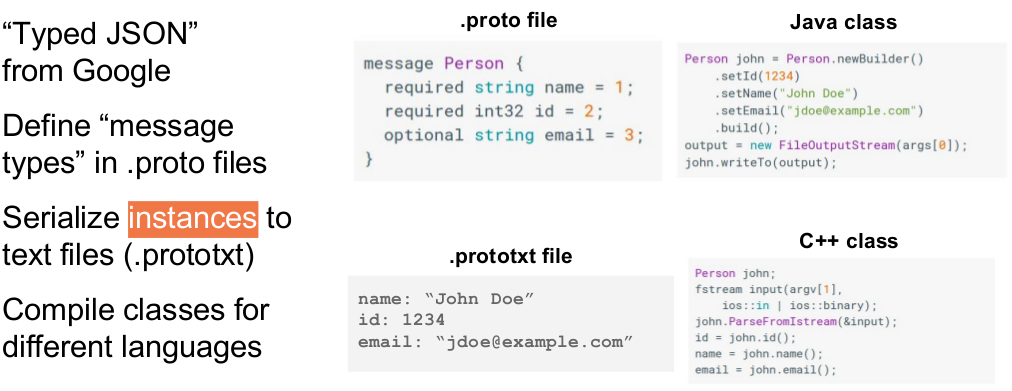 “Typed JSON”
from Google
Define “message
types” in .proto files
Serialize instances to
text files (.prototxt)
Compile classes for
different languages
.proto file
message Person {
  required string name = 1;
  required int32 id = 2;
  optional string email = 3;
}
.prototxt file
name: “John Doe”
id: 1234
email: “jdoe@example.com”
Java class
Person john = Person.newBuilder()
    .setId(1234)
    .setName("John Doe")
    .setEmail("jdoe@example.com")
    .build();
output = new FileOutputStream(args[0]);
john.writeTo(output);
C++ class
Person john;
fstream input(argv[1],
    ios::in | ios::binary);
john.ParseFromIstream(&input);
id = john.id();
name = john.name();
email = john.email();